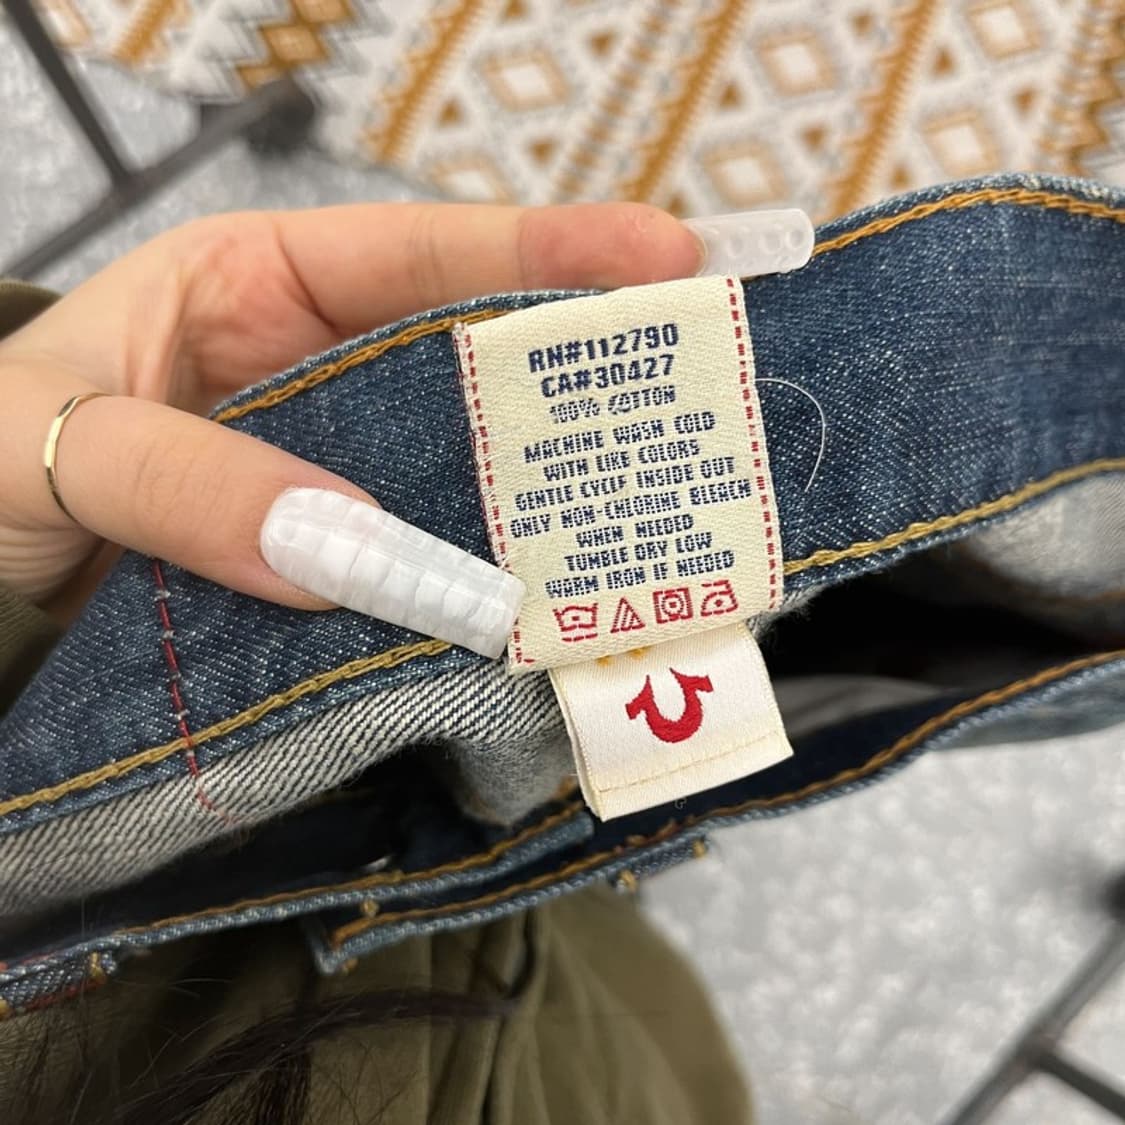 RN#112790
CA#30427
100% COTTON
MACHINE WASH COLD
WITH LIKE COLORS
GENTLE CYCLE INSIDE OUT
ONLY NON-CHLORINE BLEACH
WHEN NEEDED
TUMBLE DRY LOW
WARM IRON IF NEEDED